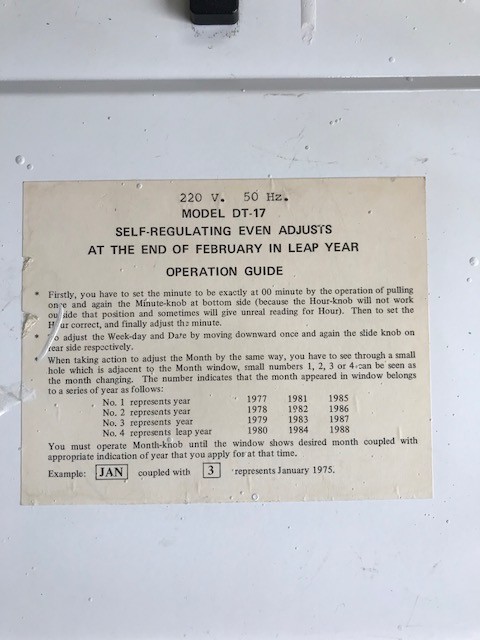 220 V. 50 Hz.
MODEL DT-17
SELF-REGULATING EVEN ADJUSTS
AT THE END OF FEBRUARY IN LEAP YEAR
OPERATION GUIDE
* Firstly, you have to set the minute to be exactly at 00 minute by the operation of pulling
once and again the Minute-knob at bottom side (because the Hour-knob will not work
outside that position and sometimes will give unreal reading for Hour). Then to set the
Hour correct, and finally adjust the minute.
* To adjust the Week-day and Date by moving downward once and again the slide knob on
rear side respectively.
When taking action to adjust the Month by the same way, you have to see through a small
hole which is adjacent to the Month window, small numbers 1, 2, 3 or 4 can be seen as
the month changing. The number indicates that the month appeared in window belongs
to a series of year as follows:
No. 1 represents year 1977 1981 1985
No. 2 represents year 1978 1982 1986
No. 3 represents year 1979 1983 1987
No. 4 represents leap year 1980 1984 1988
You must operate Month-knob until the window shows desired month coupled with
appropriate indication of year that you apply for at that time.
Example: JAN coupled with 3 represents January 1975.